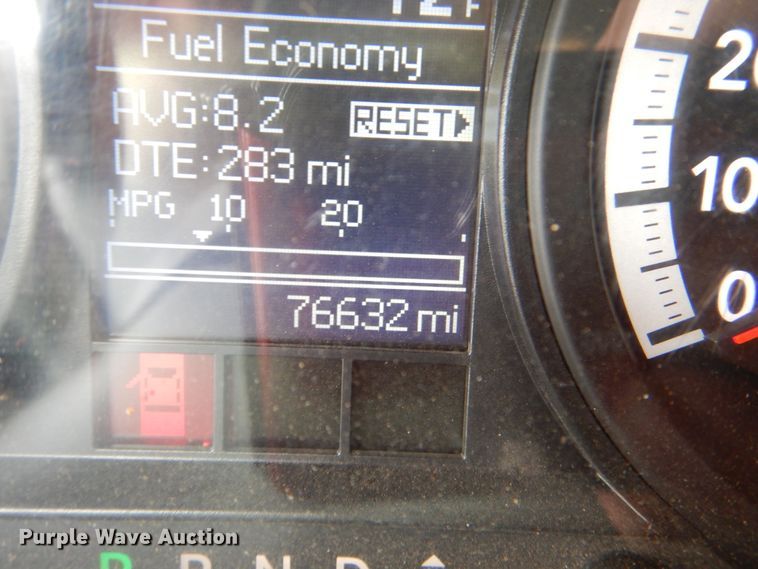 Fuel Economy
AVG:8.2 RESET
DTE:283 mi
MPG 10 20
76632 mi
20
10
0
Purple Wave Auction
P R N D